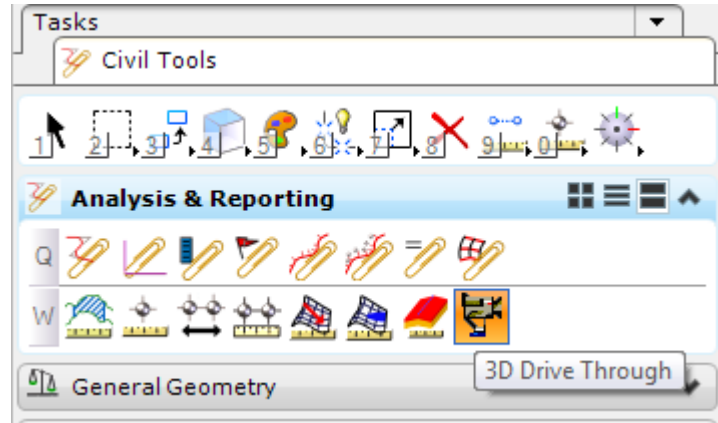 Tasks
Civil Tools
1 2 3 4 5 6 7 8 9 0
Analysis & Reporting
Q
W
3D Drive Through
General Geometry